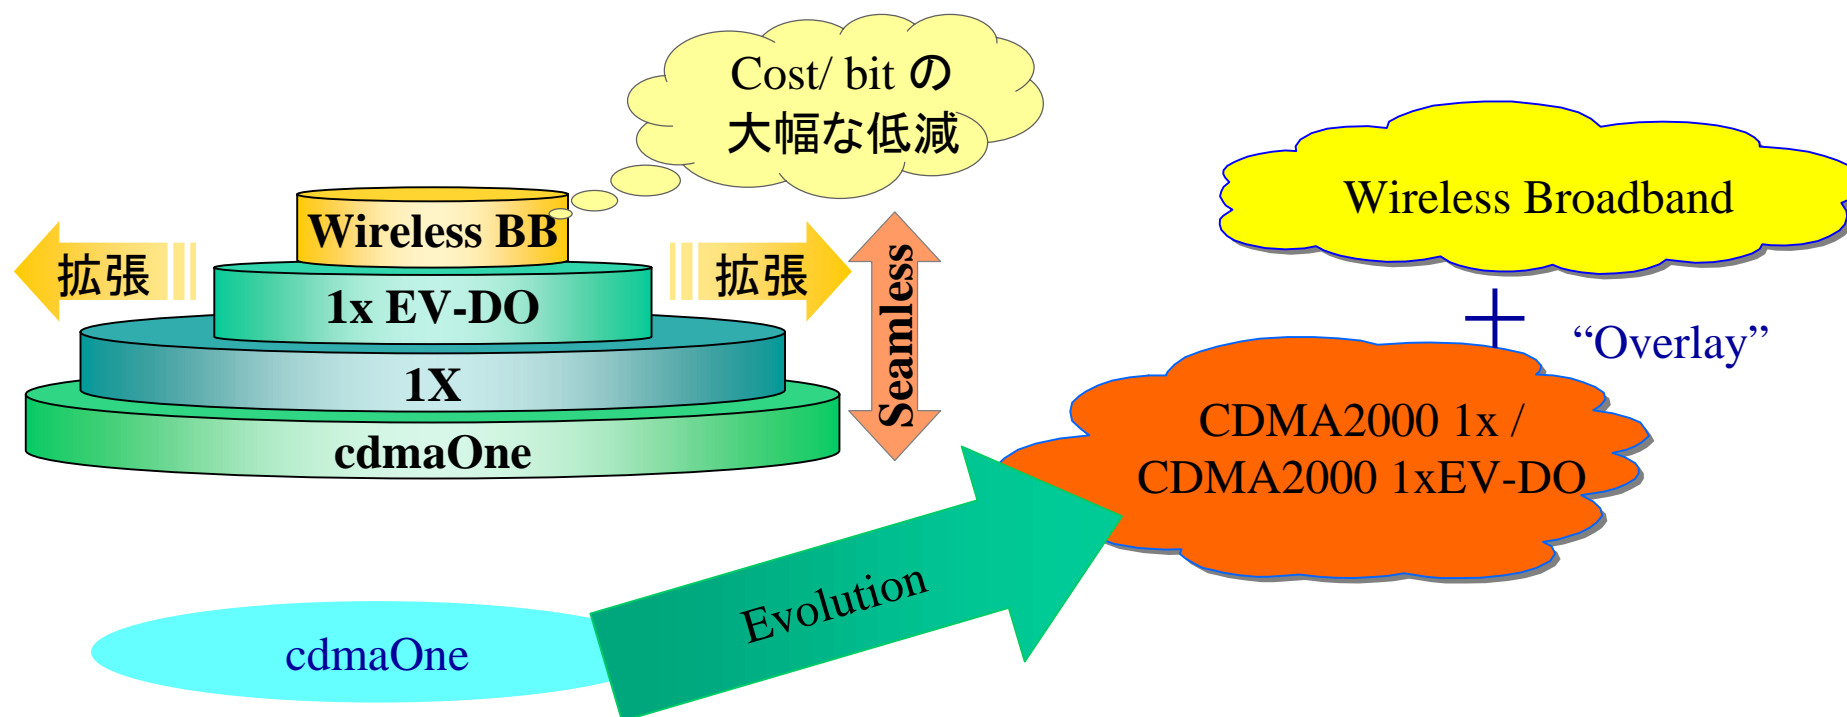 Cost/ bit の
大幅な低減
Wireless BB
拡張
拡張
1x EV-DO
1X
cdmaOne
Seamless
Wireless Broadband
“Overlay”
CDMA2000 1x /
CDMA2000 1xEV-DO
Evolution
cdmaOne